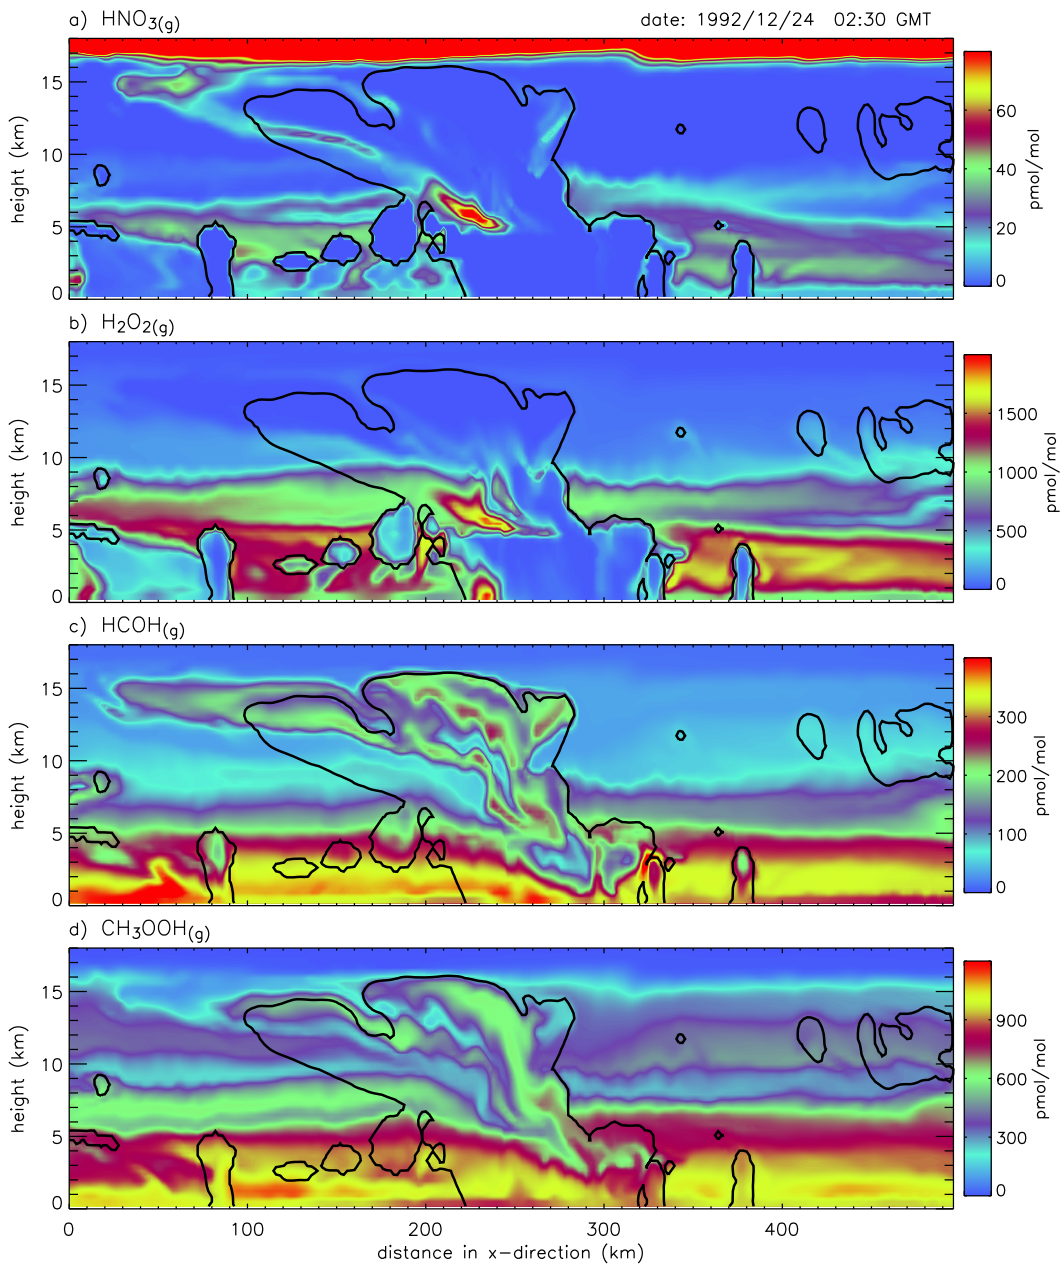 a) HNO3(g) date: 1992/12/24 02:30 GMT
15
10
5
0
height (km)
60
40
20
0
pmol/mol
b) H2O2(g)
15
10
5
0
height (km)
1500
1000
500
0
pmol/mol
c) HCOH(g)
15
10
5
0
height (km)
300
200
100
0
pmol/mol
d) CH3OOH(g)
15
10
5
0
height (km)
900
600
300
0
pmol/mol
0 100 200 300 400
distance in x-direction (km)